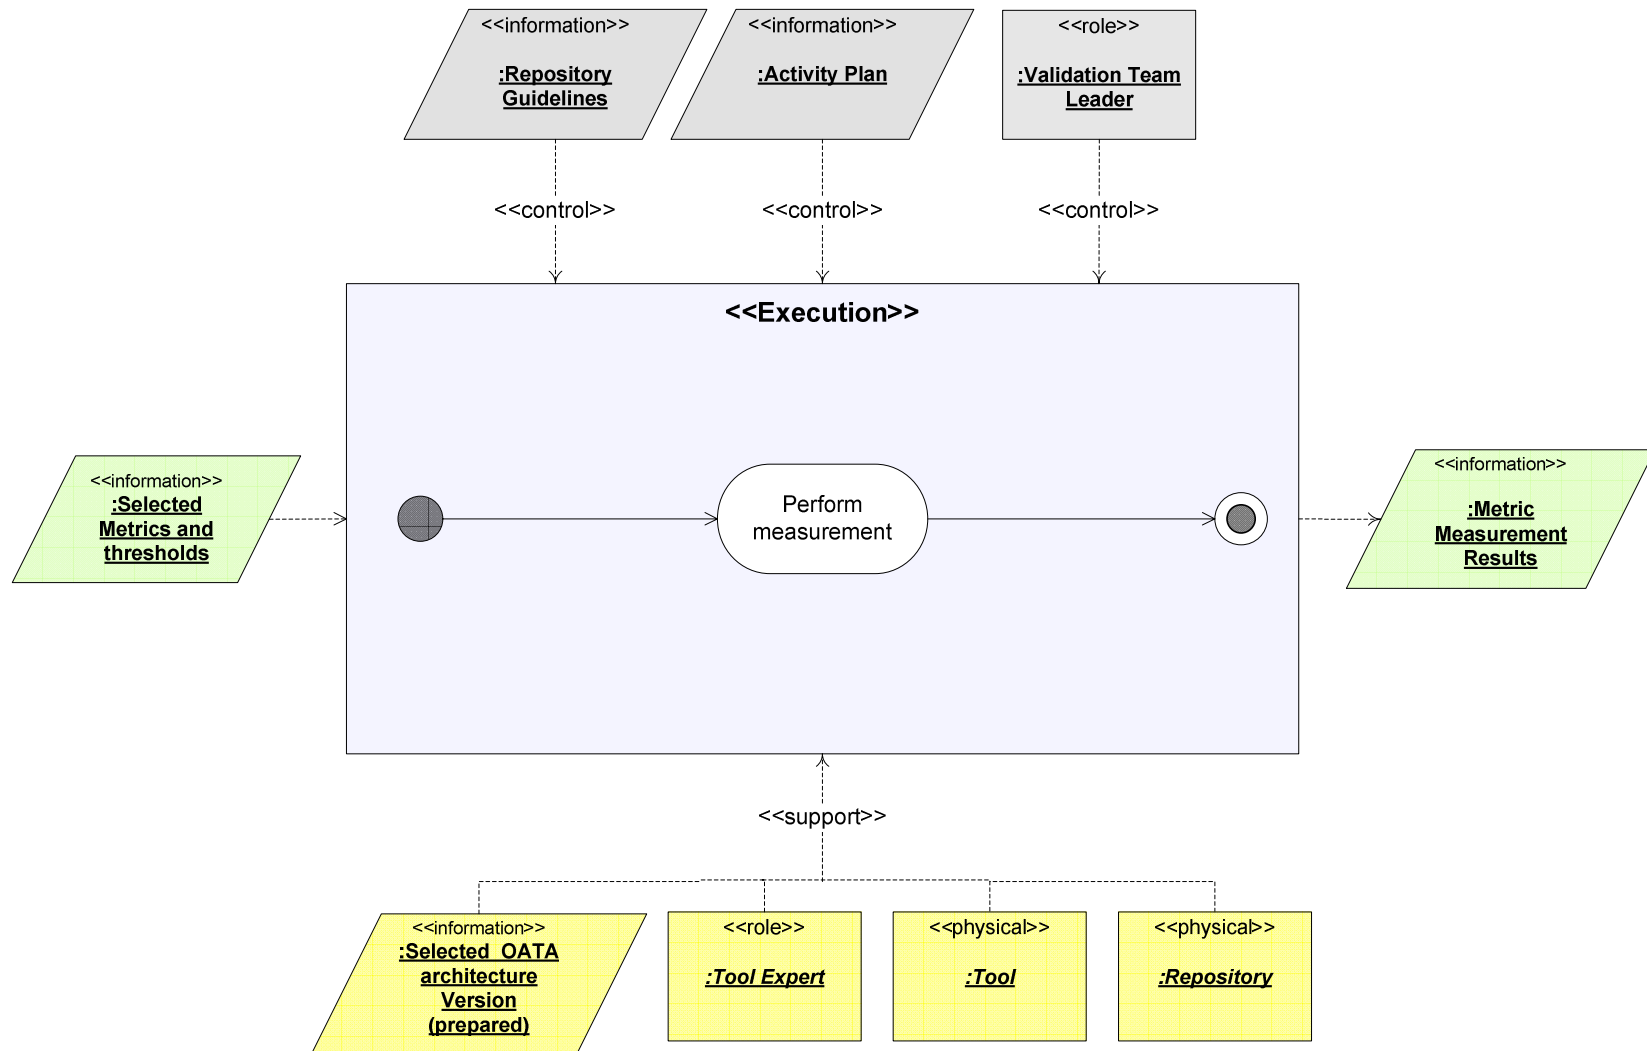 <<information>>
:Repository
Guidelines
<<information>>
:Activity Plan
<<role>>
:Validation Team
Leader
<<control>>
<<control>>
<<control>>
<<Execution>>
<<information>>
:Selected
Metrics and
thresholds
Perform
measurement
<<information>>
:Metric
Measurement
Results
<<support>>
<<information>>
:Selected OATA
architecture
Version
(prepared)
<<role>>
:Tool Expert
<<physical>>
:Tool
<<physical>>
:Repository